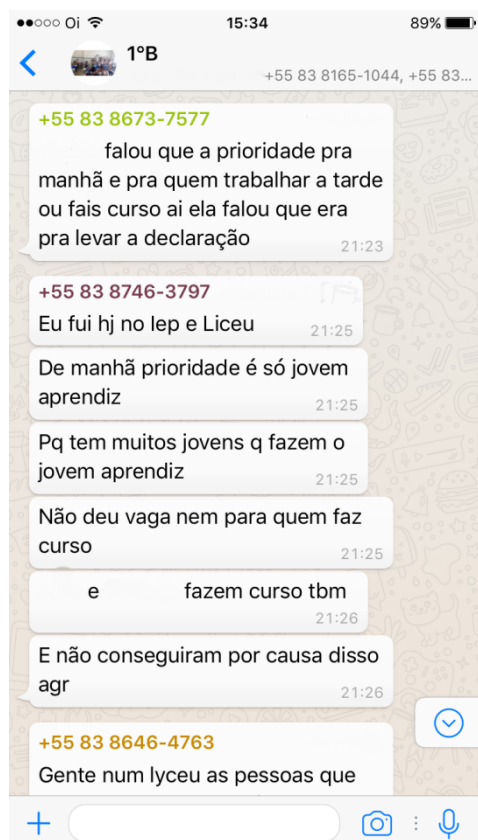 Oi 15:34 89%
1°B
+55 83 8165-1044, +55 83...
+55 83 8673-7577
falou que a prioridade pra
manhã e pra quem trabalhar a tarde
ou fais curso ai ela falou que era
pra levar a declaração
21:23
+55 83 8746-3797
Eu fui hj no Iep e Liceu
21:25
De manhã prioridade é só jovem
aprendiz
21:25
Pq tem muitos jovens q fazem o
jovem aprendiz
21:25
Não deu vaga nem para quem faz
curso
21:25
e fazem curso tbm
21:26
E não conseguiram por causa disso
agr
21:26
+55 83 8646-4763
Gente num lyceu as pessoas que